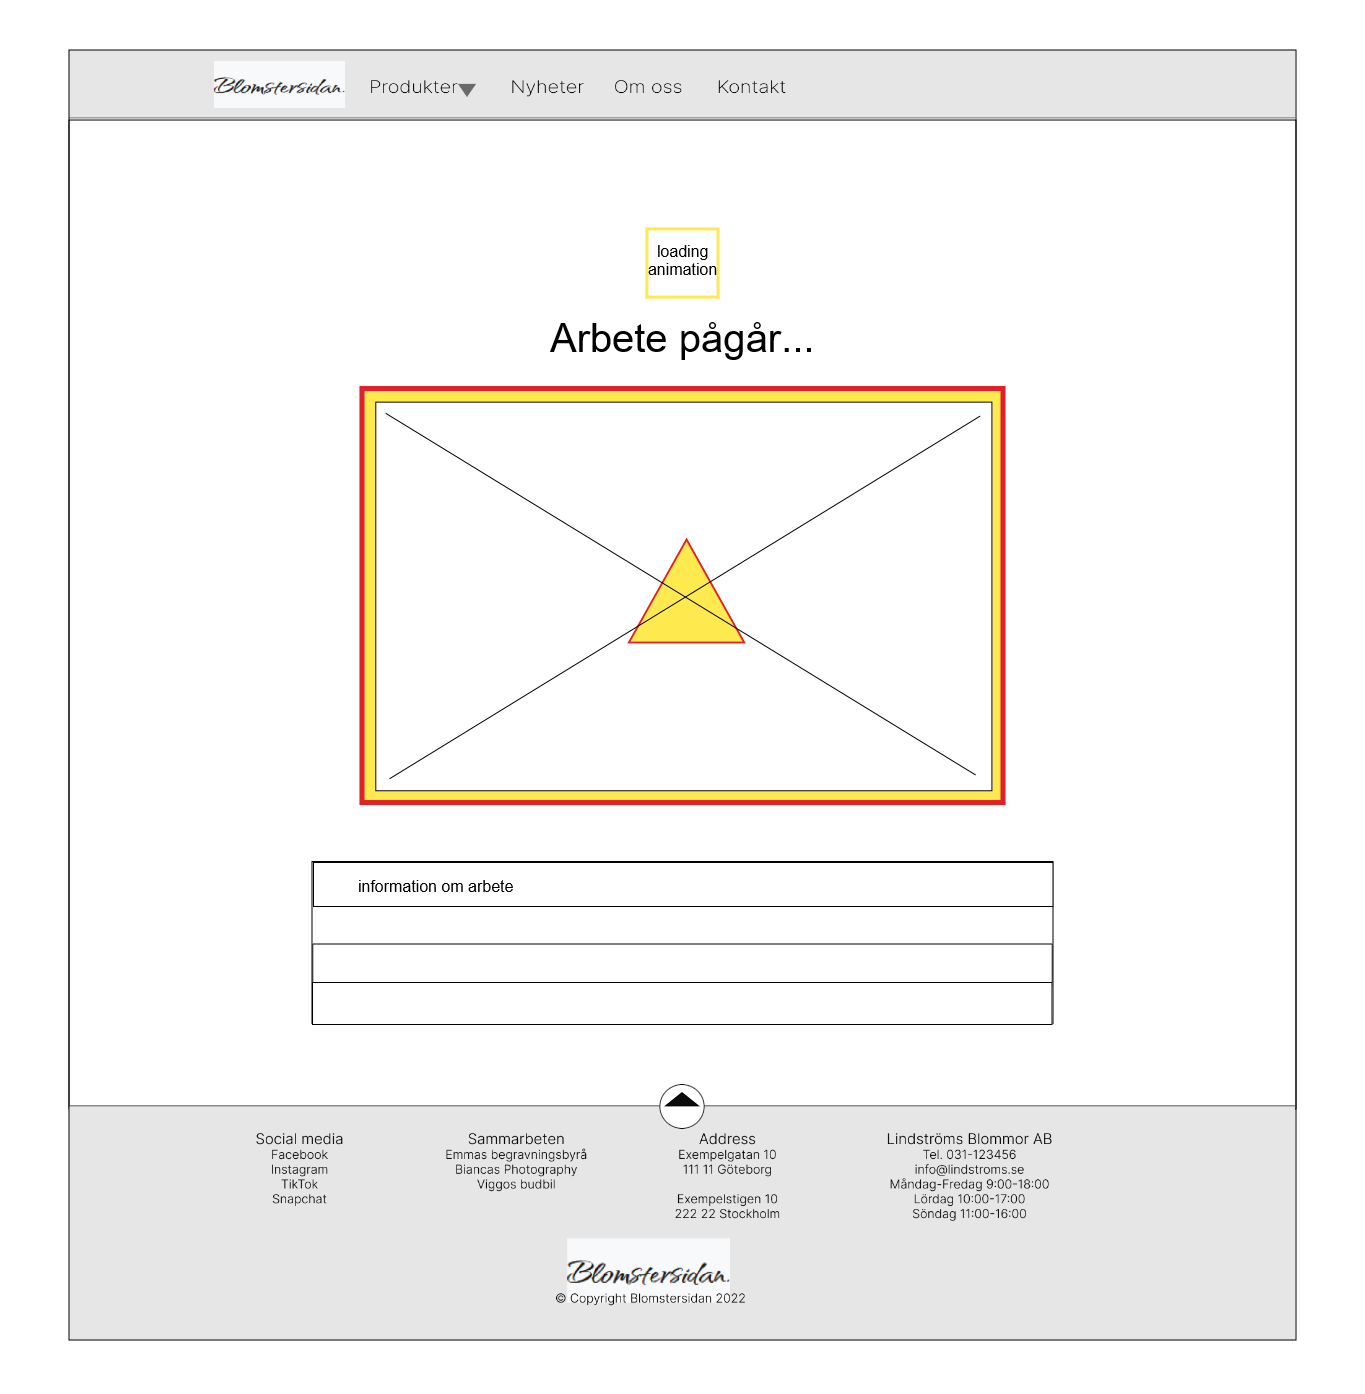 Blomstersidan.
Produkter
Nyheter
Om oss
Kontakt
loading
animation
Arbete pågår...
information om arbete
Social media
Facebook
Instagram
TikTok
Snapchat
Sammarbeten
Emmas begravningsbyrå
Biancas Photography
Viggos budbil
Address
Exempelgatan 10
111 11 Göteborg
Exempelstigen 10
222 22 Stockholm
Lindströms Blommor AB
Tel. 031-123456
info@lindstroms.se
Måndag-Fredag 9:00-18:00
Lördag 10:00-17:00
Söndag 11:00-16:00
Blomstersidan.
© Copyright Blomstersidan 2022